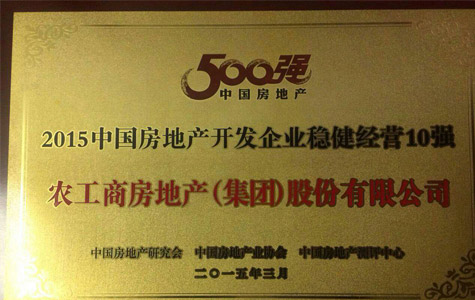 500强
中国房地产
2015中国房地产开发企业稳健经营10强
农工商房地产(集团)股份有限公司
中国房地产研究会 中国房地产业协会 中国房地产测评中心
二〇一五年三月